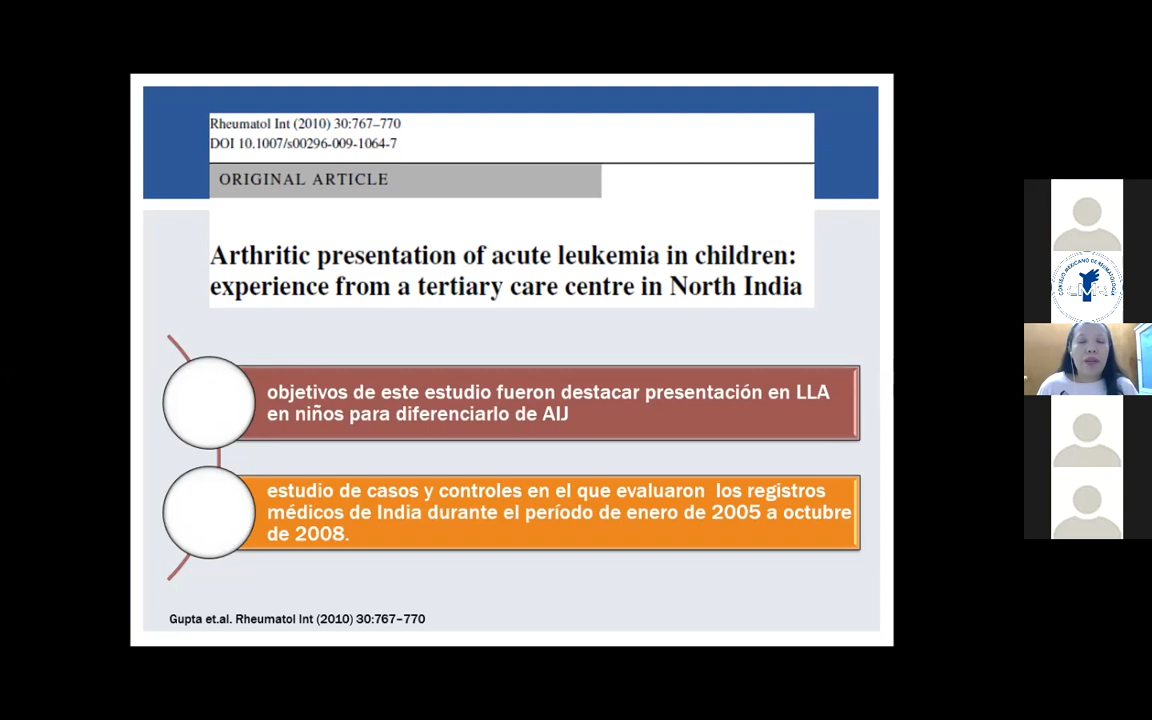 Rheumatol Int (2010) 30:767–770
DOI 10.1007/s00296-009-1064-7
ORIGINAL ARTICLE
Arthritic presentation of acute leukemia in children:
experience from a tertiary care centre in North India
objetivos de este estudio fueron destacar presentación en LLA
en niños para diferenciarlo de AIJ
estudio de casos y controles en el que evaluaron  los registros
médicos de India durante el período de enero de 2005 a octubre
de 2008.
Gupta et.al. Rheumatol Int (2010) 30:767–770
CONSEJO MEXICANO DE REUMATOLOGIA